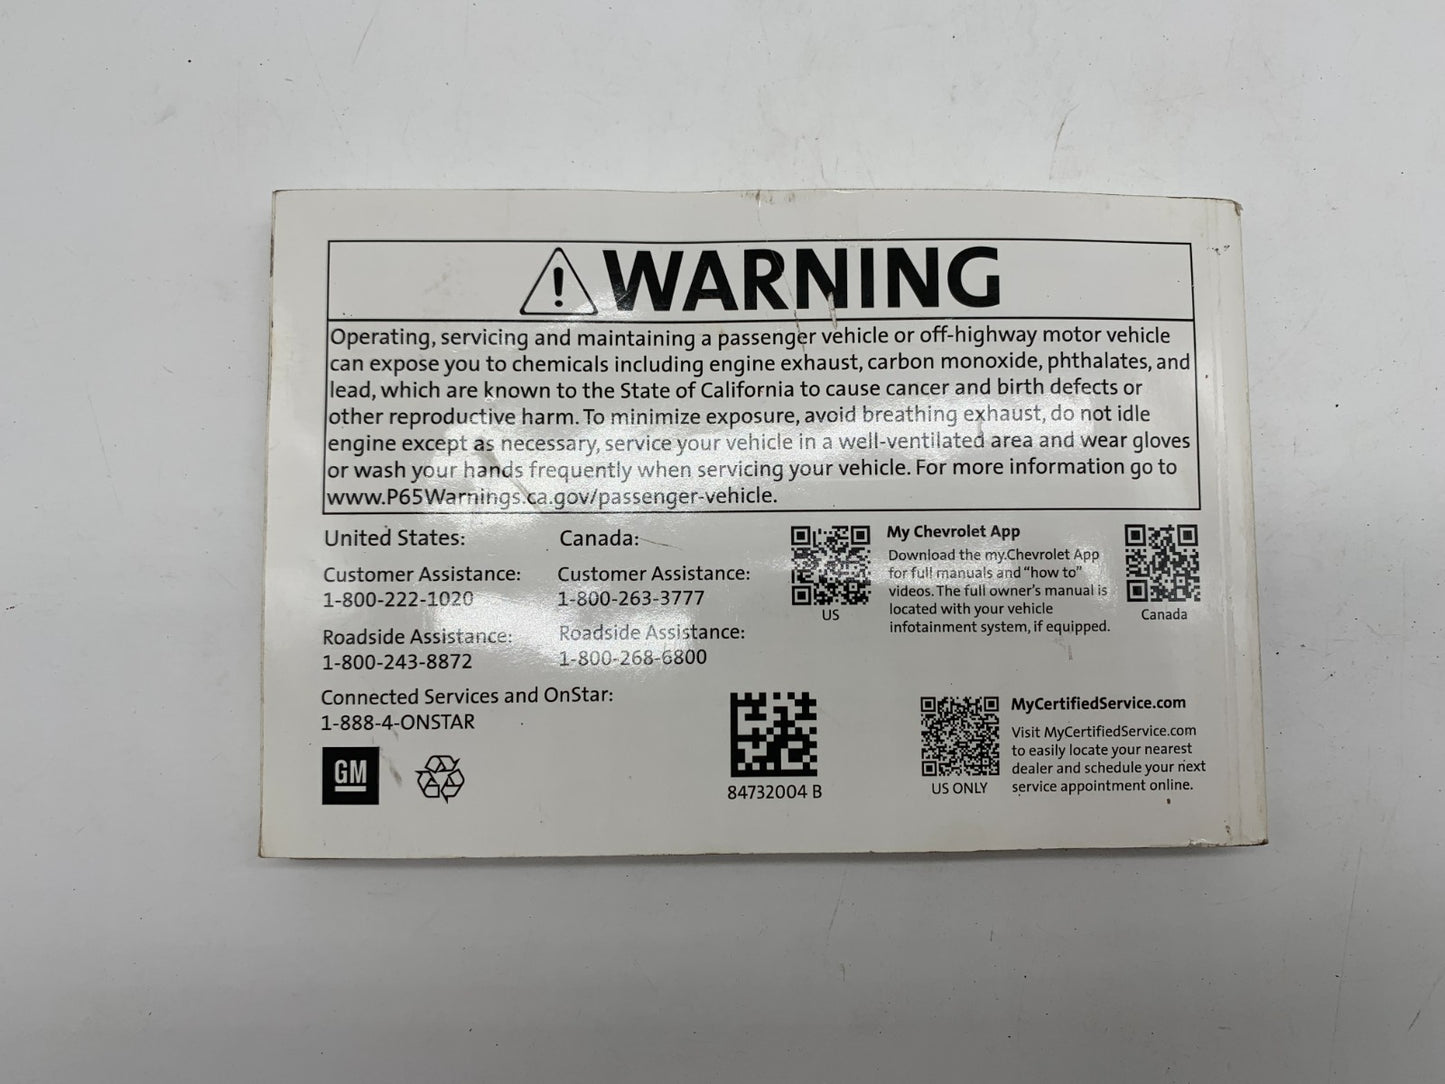 WARNING
Operating, servicing and maintaining a passenger vehicle or off-highway motor vehicle
can expose you to chemicals including engine exhaust, carbon monoxide, phthalates, and
lead, which are known to the State of California to cause cancer and birth defects or
other reproductive harm. To minimize exposure, avoid breathing exhaust, do not idle
engine except as necessary, service your vehicle in a well-ventilated area and wear gloves
or wash your hands frequently when servicing your vehicle. For more information go to
www.P65Warnings.ca.gov/passenger-vehicle.
United States:
Customer Assistance:
1-800-222-1020
Roadside Assistance:
1-800-243-8872
Canada:
Customer Assistance:
1-800-263-3777
Roadside Assistance:
1-800-268-6800
Connected Services and OnStar:
1-888-4-ONSTAR
GM
US
My Chevrolet App
Download the my.Chevrolet App
for full manuals and "how to"
videos. The full owner's manual is
located with your vehicle
infotainment system, if equipped.
Canada
84732004 B
US ONLY
MyCertifiedService.com
Visit MyCertifiedService.com
to easily locate your nearest
dealer and schedule your next
service appointment online.